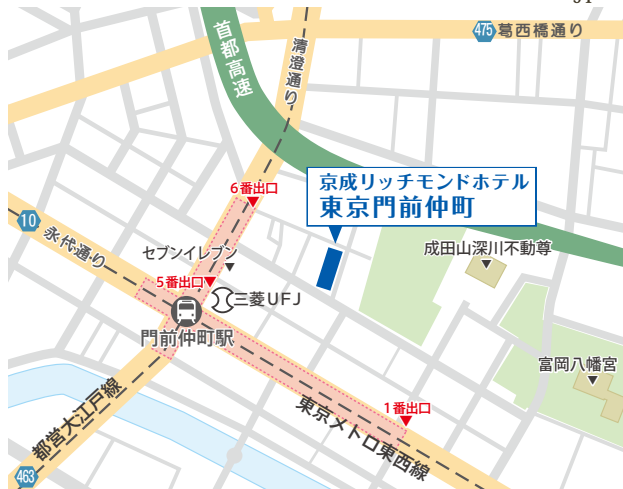 475 葛西橋通り
首都高速
清澄通り
6番出口
京成リッチモンドホテル
東京門前仲町
10
永代通り
セブンイレブン
成田山深川不動尊
5番出口
三菱UFJ
門前仲町駅
富岡八幡宮
1番出口
東京メトロ東西線
都営大江戸線
463